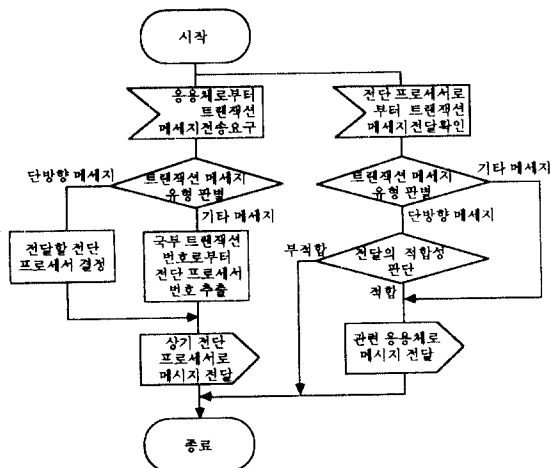 시작
응용체로부터
트랜잭션
메세지전송요구
전단 프로세서로
부터 트랜잭션
메세지전달확인
단방향 메세지
트랜잭션 메세지
유형 판별
기타 메세지
트랜잭션 메세지
유형 판별
기타 메세지
단방향 메세지
전달할 전단
프로세서 결정
국부 트랜잭션
번호로부터
전단 프로세서
번호 추출
부적합
전달의 적합성
판단
적합
상기 전단
프로세서로
메시지 전달
관련 응용체로
메시지 전달
종료